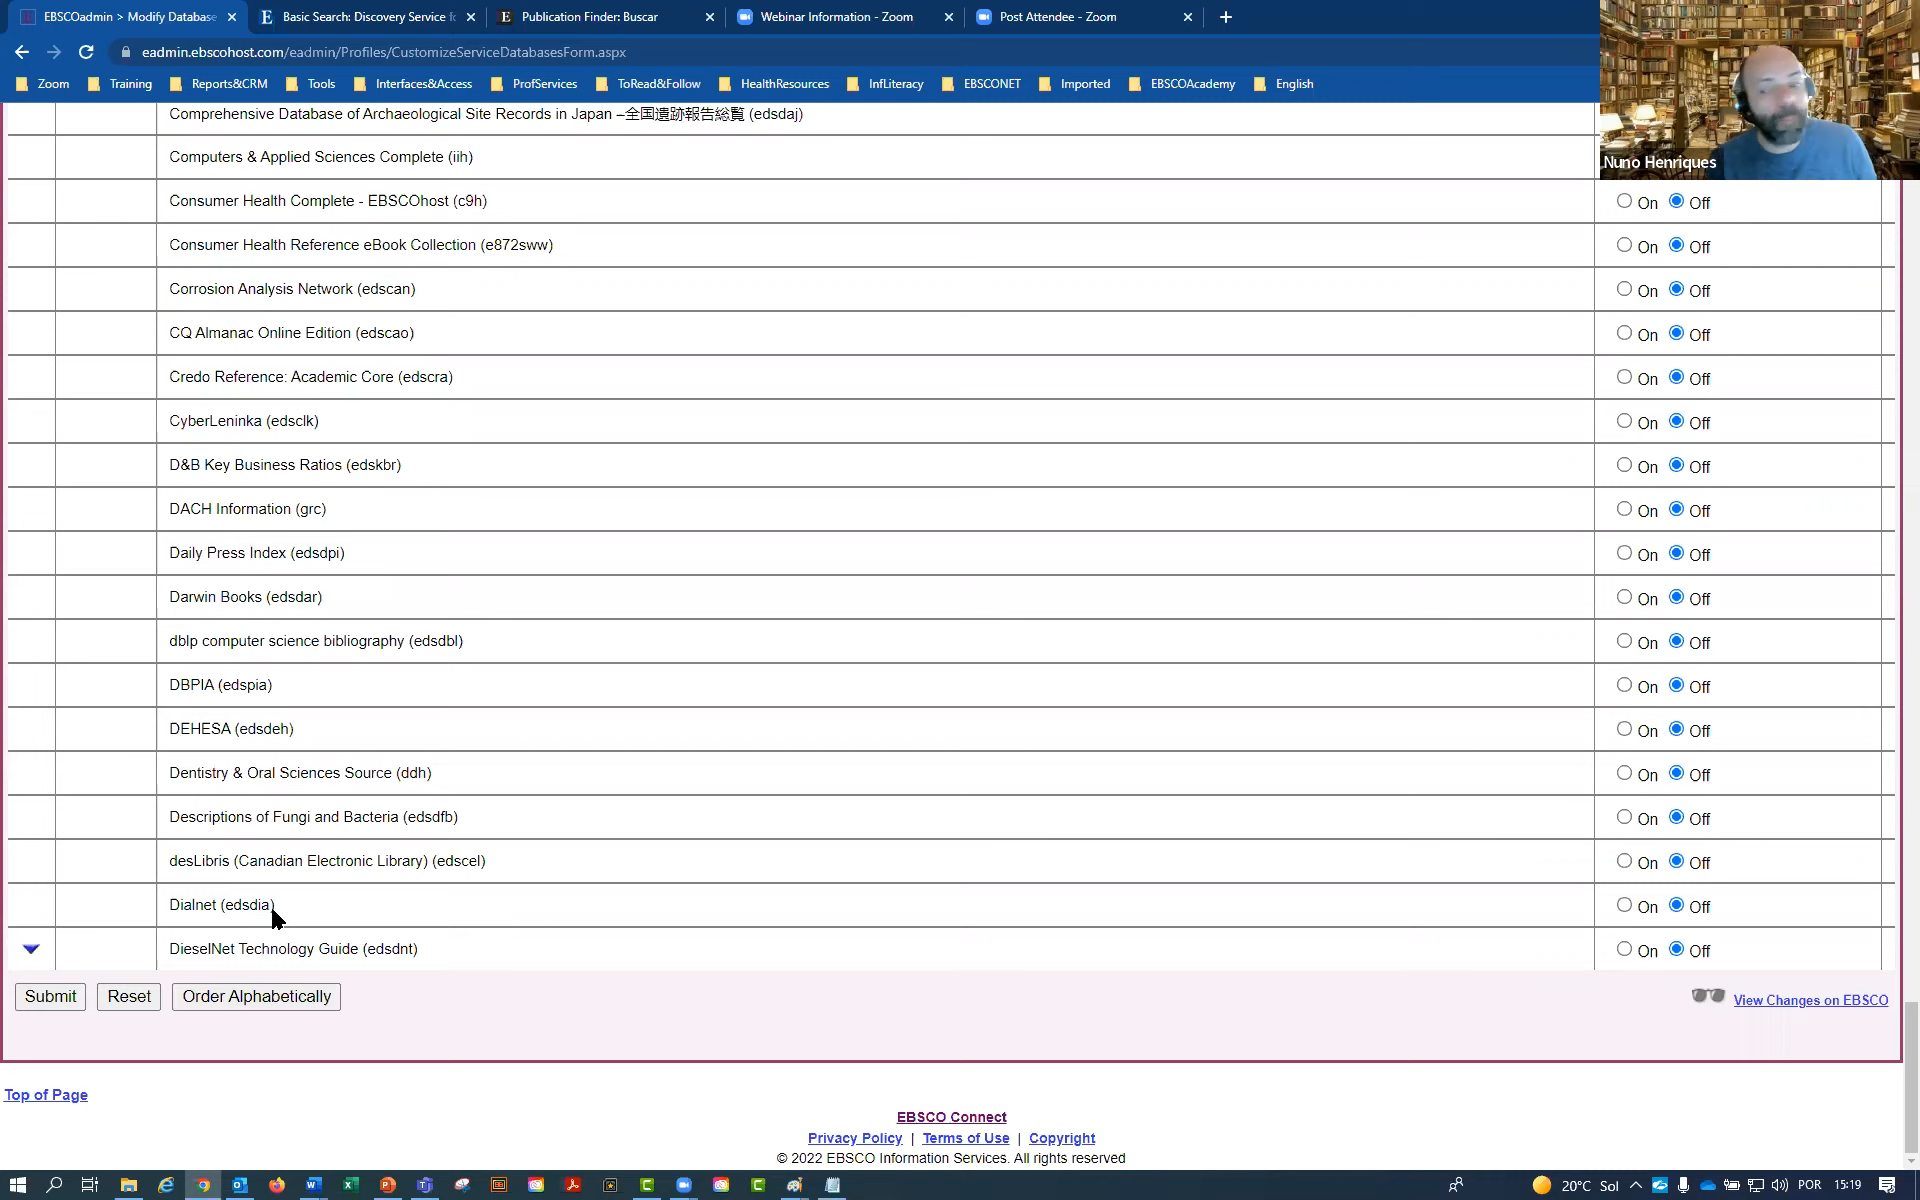 EBSCOadmin > Modify Database
Basic Search: Discovery Service fo
Publication Finder: Buscar
Webinar Information - Zoom
Post Attendee - Zoom
eadmin.ebscohost.com/eadmin/Profiles/CustomizeServiceDatabasesForm.aspx
Zoom
Training
Reports&CRM
Tools
Interfaces&Access
ProfServices
ToRead&Follow
HealthResources
InfLiteracy
EBSCONET
Imported
EBSCOAcademy
English
Nuno Henriques
Comprehensive Database of Archaeological Site Records in Japan –全国遺跡報告総覧 (edsdaj)
Computers & Applied Sciences Complete (iih)
Consumer Health Complete - EBSCOhost (c9h) On Off
Consumer Health Reference eBook Collection (e872sww) On Off
Corrosion Analysis Network (edscan) On Off
CQ Almanac Online Edition (edscao) On Off
Credo Reference: Academic Core (edscra) On Off
CyberLeninka (edsclk) On Off
D&B Key Business Ratios (edskbr) On Off
DACH Information (grc) On Off
Daily Press Index (edsdpi) On Off
Darwin Books (edsdar) On Off
dblp computer science bibliography (edsdbl) On Off
DBPIA (edspia) On Off
DEHESA (edsdeh) On Off
Dentistry & Oral Sciences Source (ddh) On Off
Descriptions of Fungi and Bacteria (edsdfb) On Off
desLibris (Canadian Electronic Library) (edscel) On Off
Dialnet (edsdia) On Off
DieselNet Technology Guide (edsdnt) On Off
Submit Reset Order Alphabetically View Changes on EBSCO
Top of Page
EBSCO Connect
Privacy Policy | Terms of Use | Copyright
© 2022 EBSCO Information Services. All rights reserved
20°C Sol POR 15:19